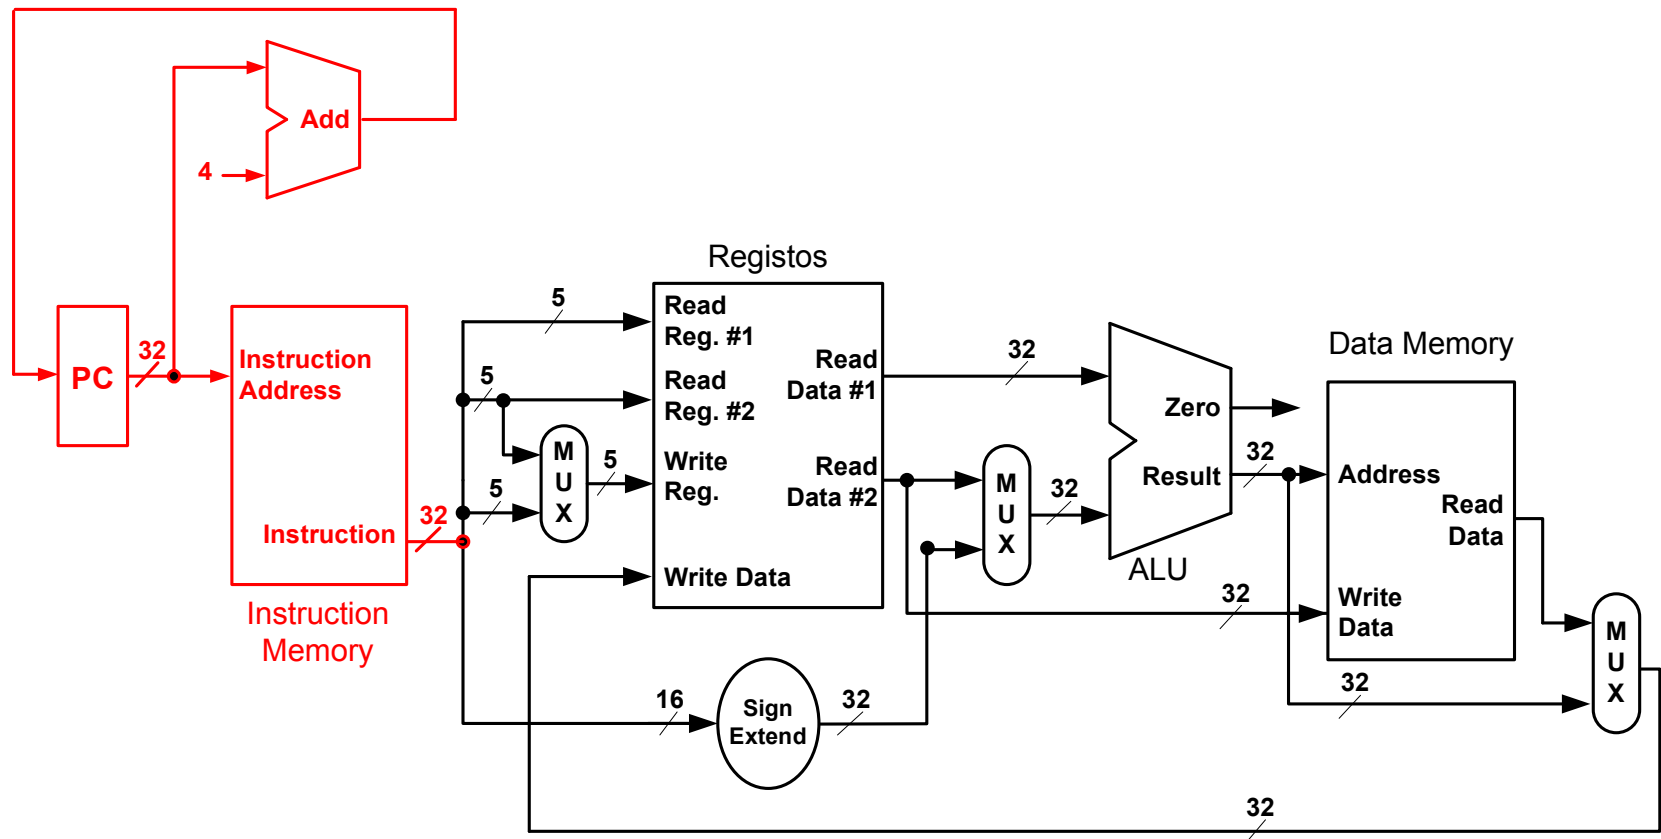 Add
4
Registos
PC
32
Instruction
Address
Instruction
32
Instruction
Memory
5
5
5
M
U
X
5
Read
Reg. #1
Read
Reg. #2
Write
Reg.
Write Data
Read
Data #1
Read
Data #2
16
Sign
Extend
32
32
M
U
X
32
Zero
Result
ALU
32
32
Data Memory
Address
Read
Data
Write
Data
32
M
U
X
32